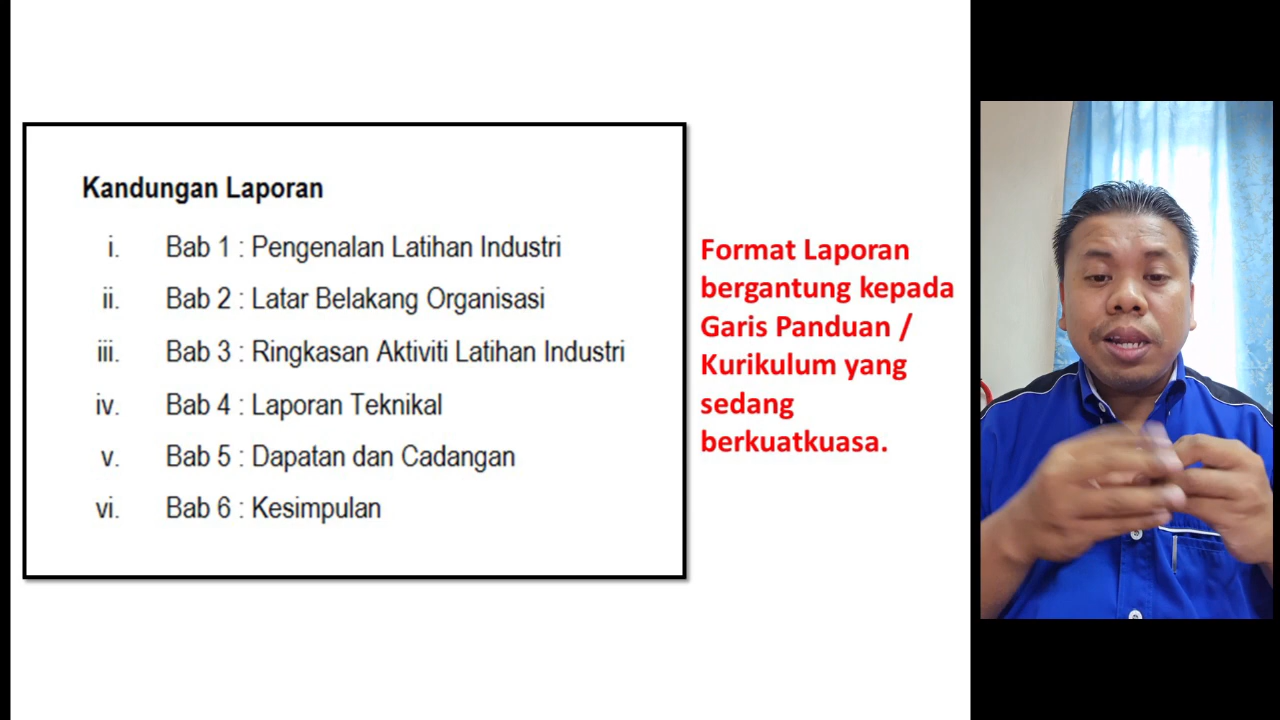 Kandungan Laporan
i. Bab 1 : Pengenalan Latihan Industri
ii. Bab 2 : Latar Belakang Organisasi
iii. Bab 3 : Ringkasan Aktiviti Latihan Industri
iv. Bab 4 : Laporan Teknikal
v. Bab 5 : Dapatan dan Cadangan
vi. Bab 6 : Kesimpulan
Format Laporan
bergantung kepada
Garis Panduan /
Kurikulum yang
sedang
berkuatkuasa.